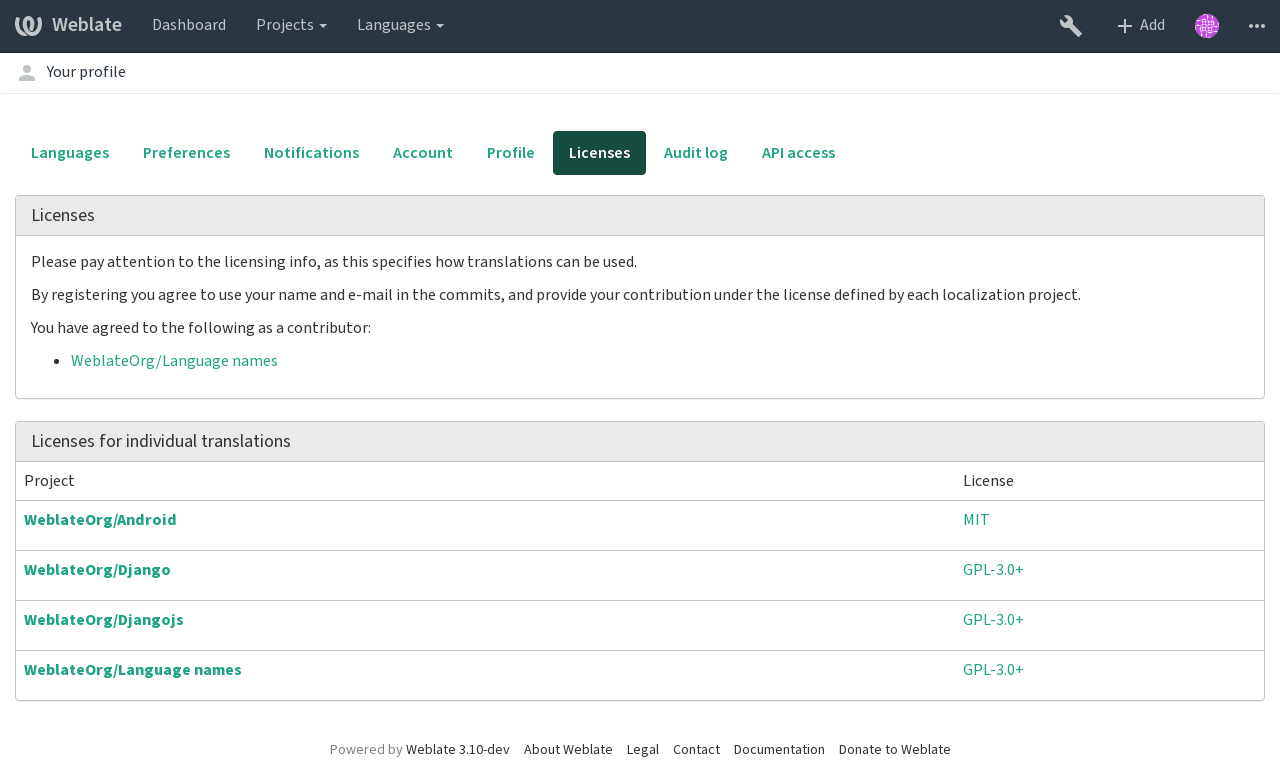 Weblate Dashboard Projects Languages Add
Your profile
Languages Preferences Notifications Account Profile Licenses Audit log API access
Licenses
Please pay attention to the licensing info, as this specifies how translations can be used.
By registering you agree to use your name and e-mail in the commits, and provide your contribution under the license defined by each localization project.
You have agreed to the following as a contributor:
WeblateOrg/Language names
Licenses for individual translations
Project License
WeblateOrg/Android MIT
WeblateOrg/Django GPL-3.0+
WeblateOrg/Djangojs GPL-3.0+
WeblateOrg/Language names GPL-3.0+
Powered by Weblate 3.10-dev About Weblate Legal Contact Documentation Donate to Weblate